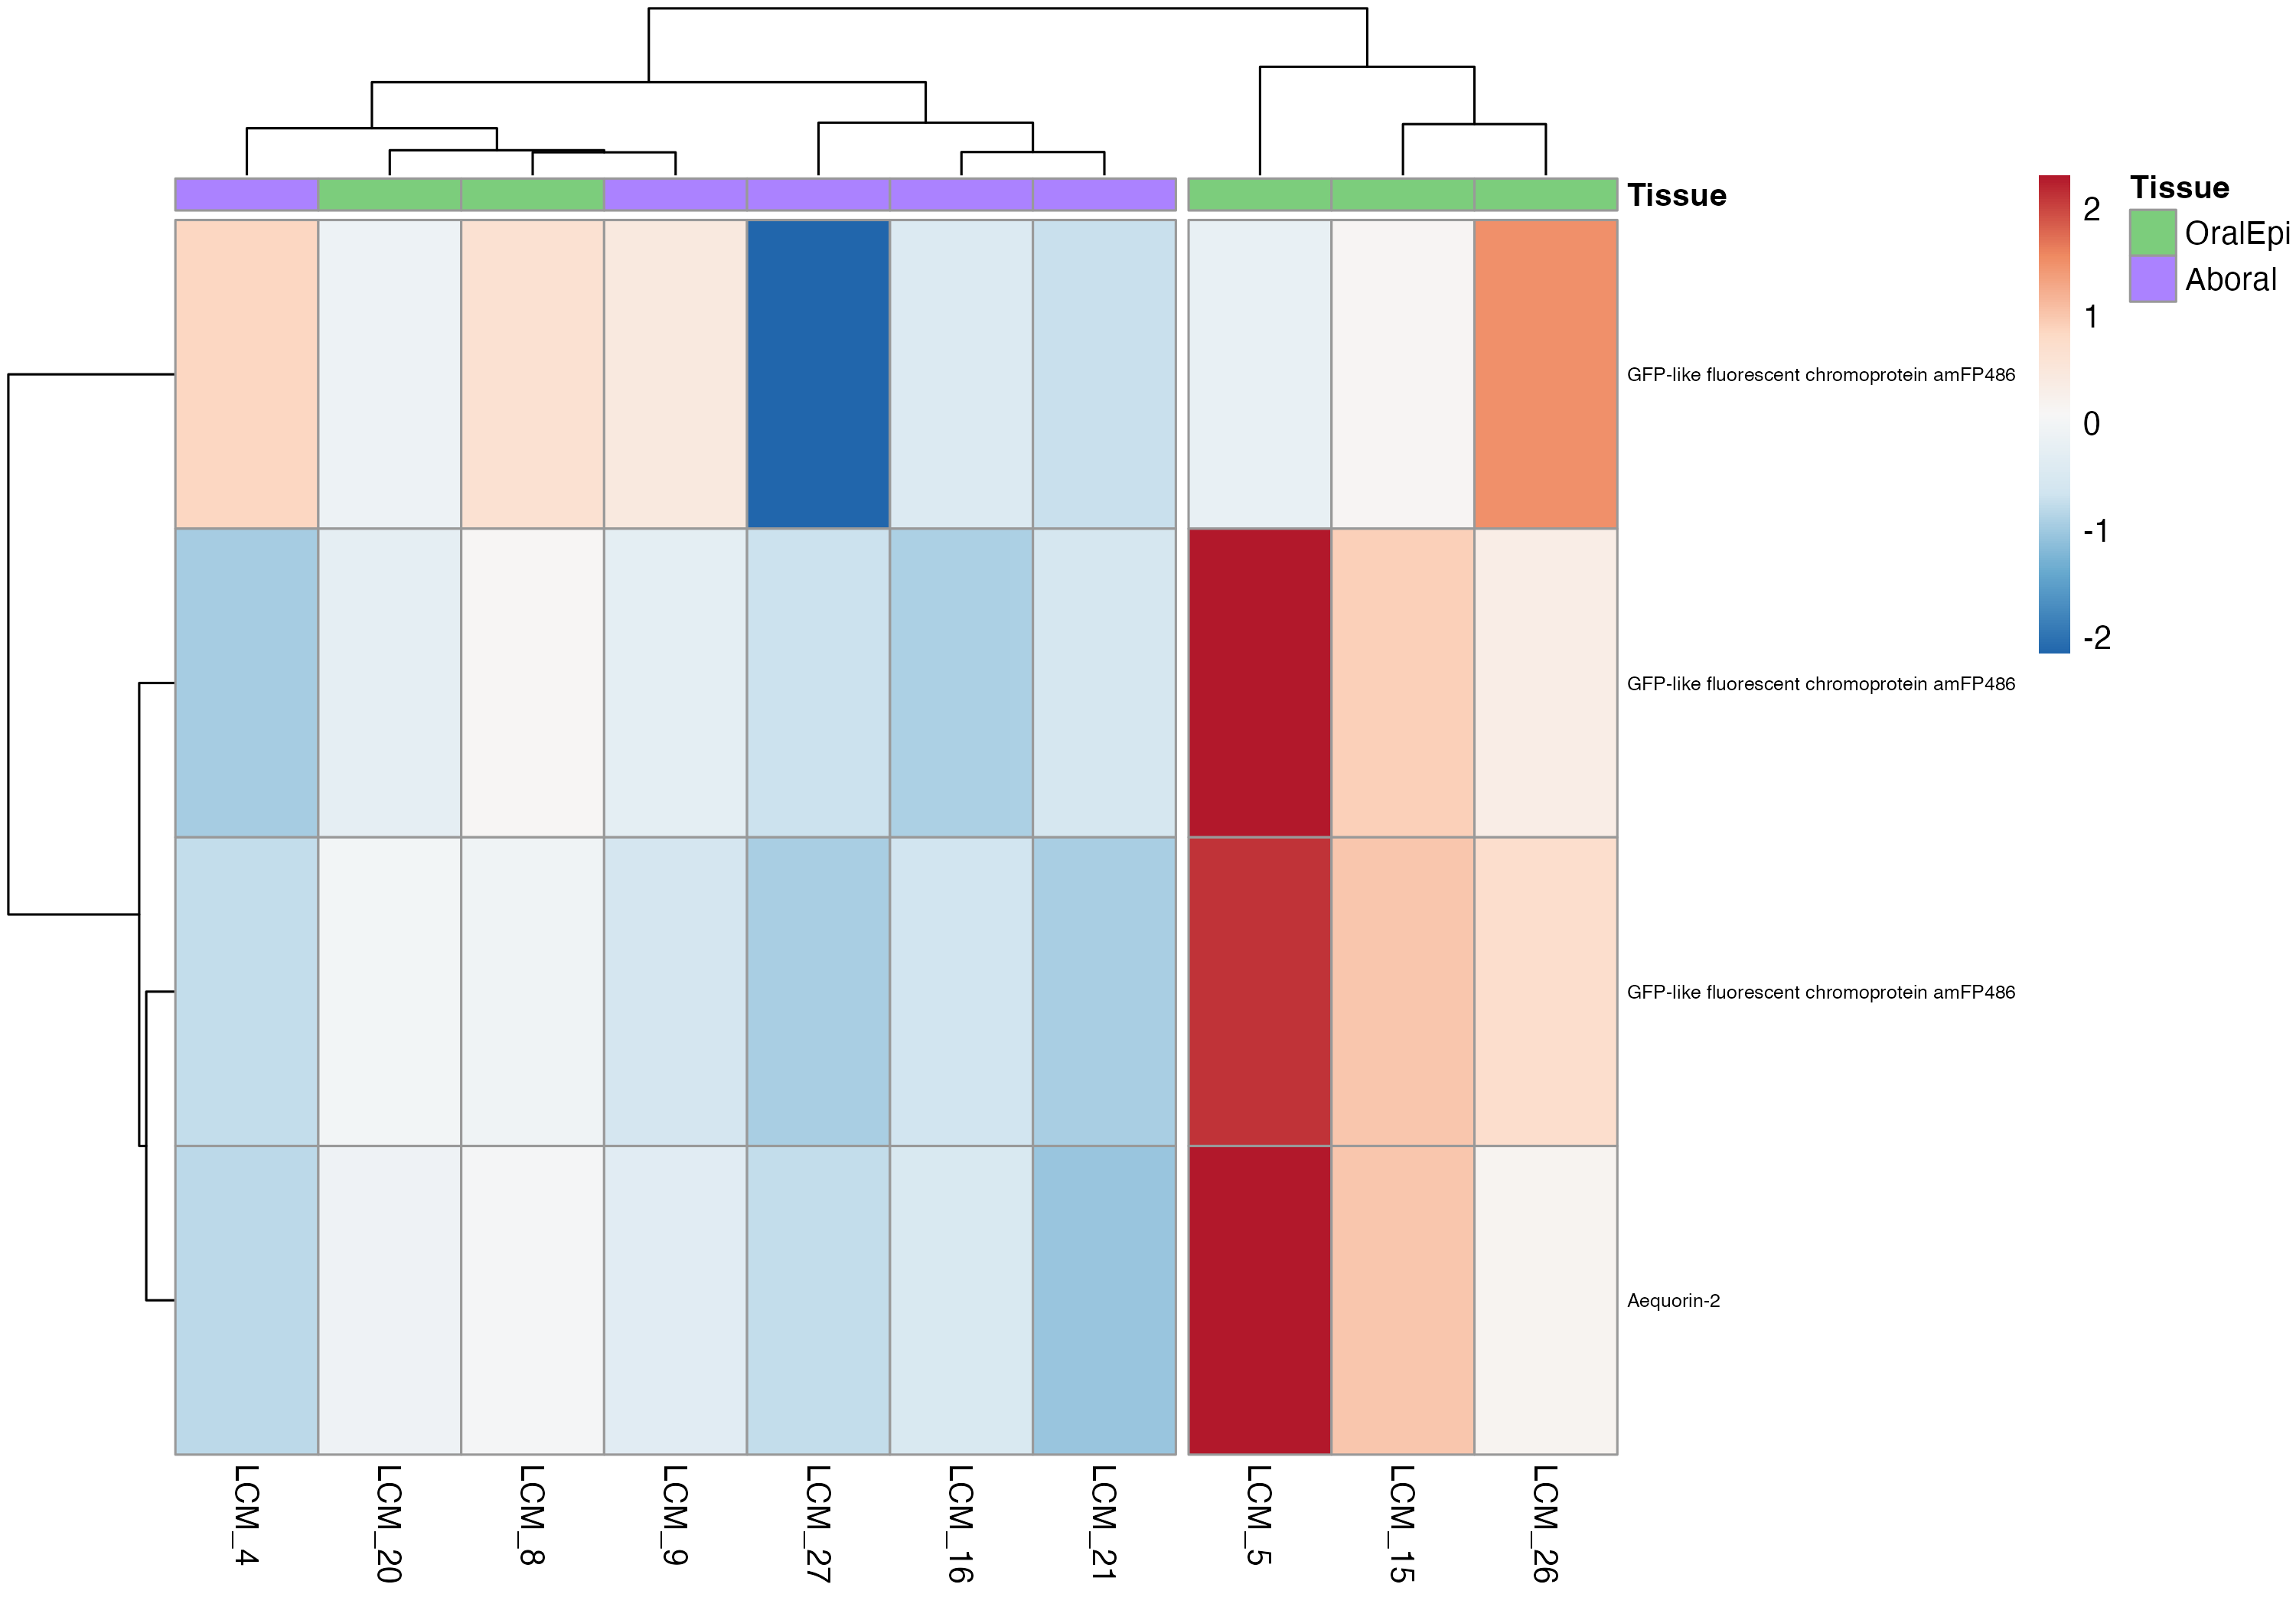 Tissue
GFP-like fluorescent chromoprotein amFP486
GFP-like fluorescent chromoprotein amFP486
GFP-like fluorescent chromoprotein amFP486
Aequorin-2
LCM_4
LCM_20
LCM_8
LCM_9
LCM_27
LCM_16
LCM_21
LCM_5
LCM_15
LCM_26
2
1
0
-1
-2
Tissue
OralEpi
Aboral